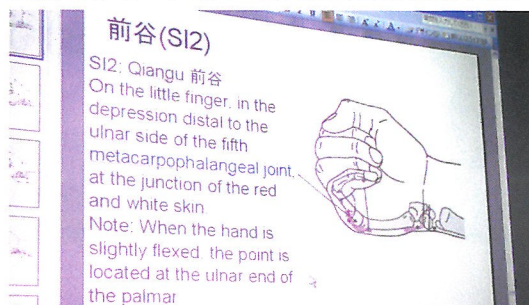 前谷(SI2)
SI2: Qiangu 前谷
On the little finger, in the
depression distal to the
ulnar side of the fifth
metacarpophalangeal joint,
at the junction of the red
and white skin
Note: When the hand is
slightly flexed, the point is
located at the ulnar end of
the palmar